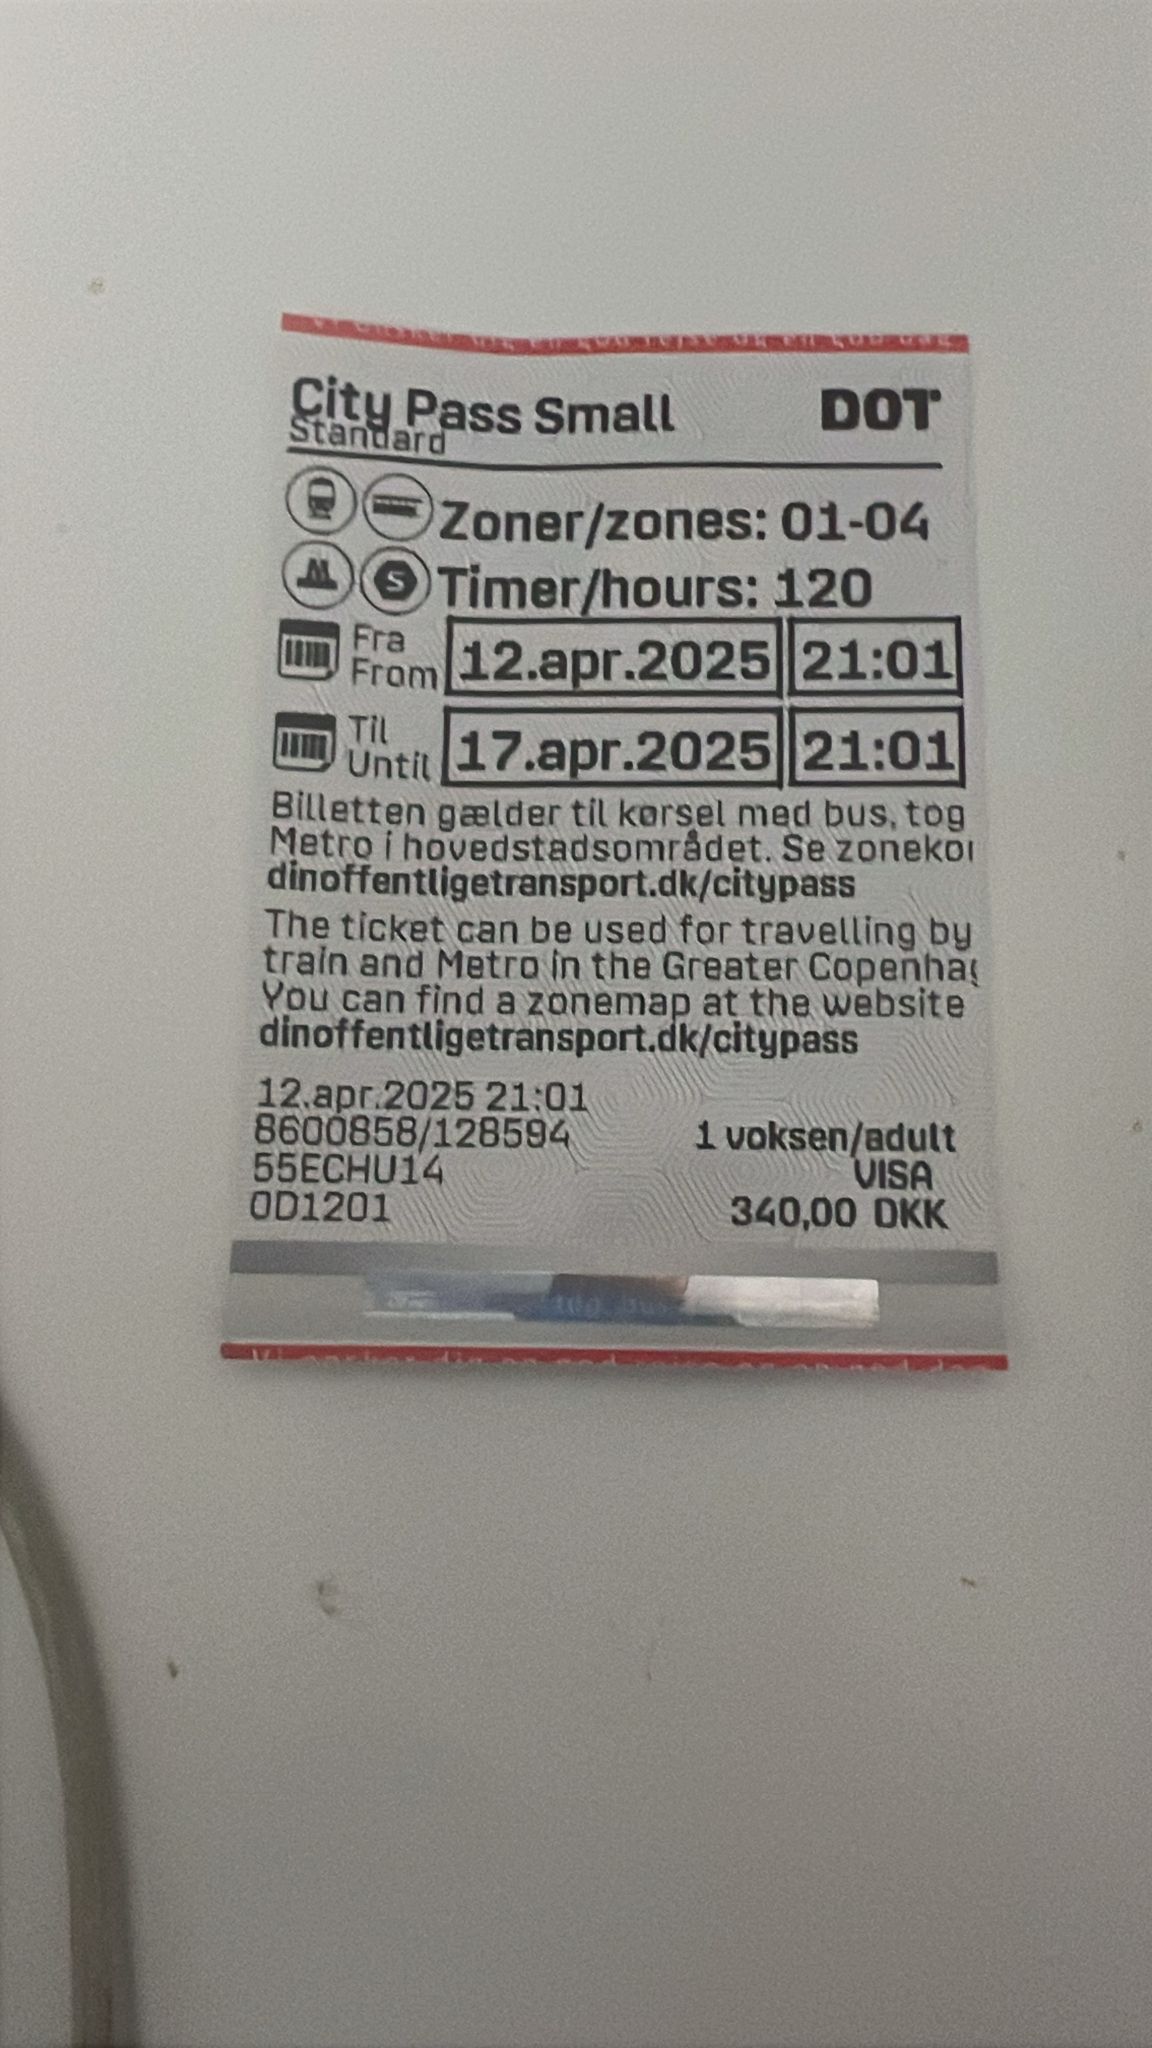 City Pass Small DOT
Standard
Zoner/zones: 01-04
S Timer/hours: 120
Fra
From 12.apr.2025 21:01
Til
Until 17.apr.2025 21:01
Billetten gælder til kørsel med bus, tog
Metro i hovedstadsområdet. Se zonekor
dinoffentligetransport.dk/citypass
The ticket can be used for travelling by
train and Metro in the Greater Copenhag
You can find a zonemap at the website
dinoffentligetransport.dk/citypass
12.apr.2025 21:01
8600858/128594 1 voksen/adult
55ECHU14 VISA
0D1201 340,00 DKK